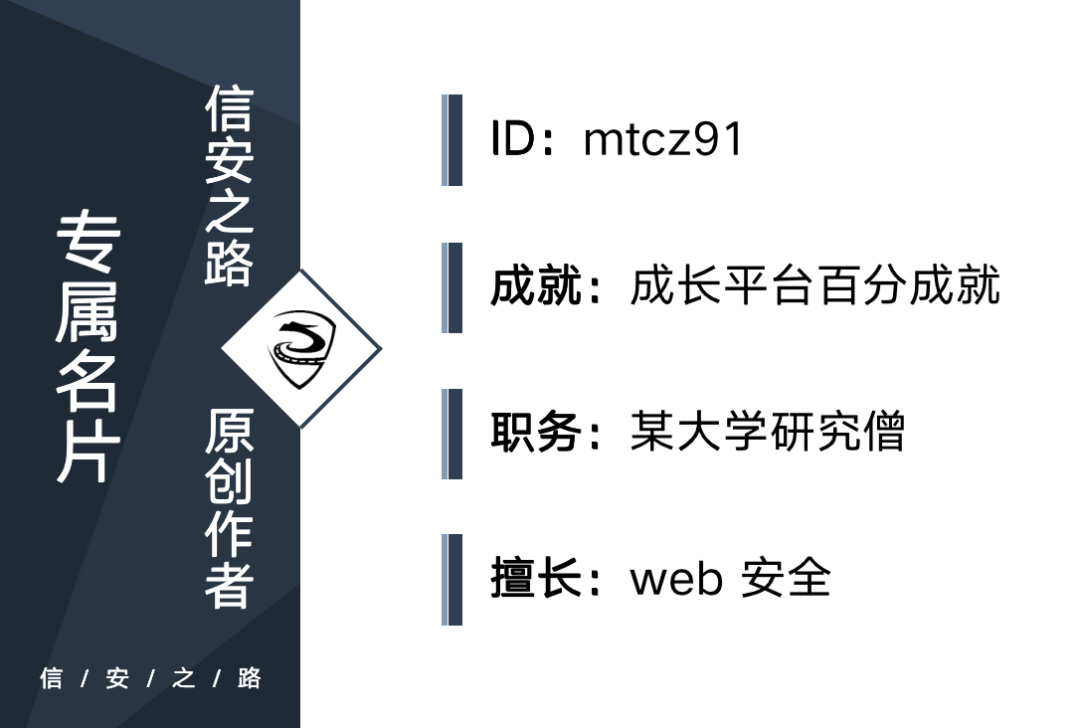 专属名片
信安之路
原创作者
信/安/之/路
ID：mtcz91
成就：成长平台百分成就
职务：某大学研究僧
擅长：web 安全